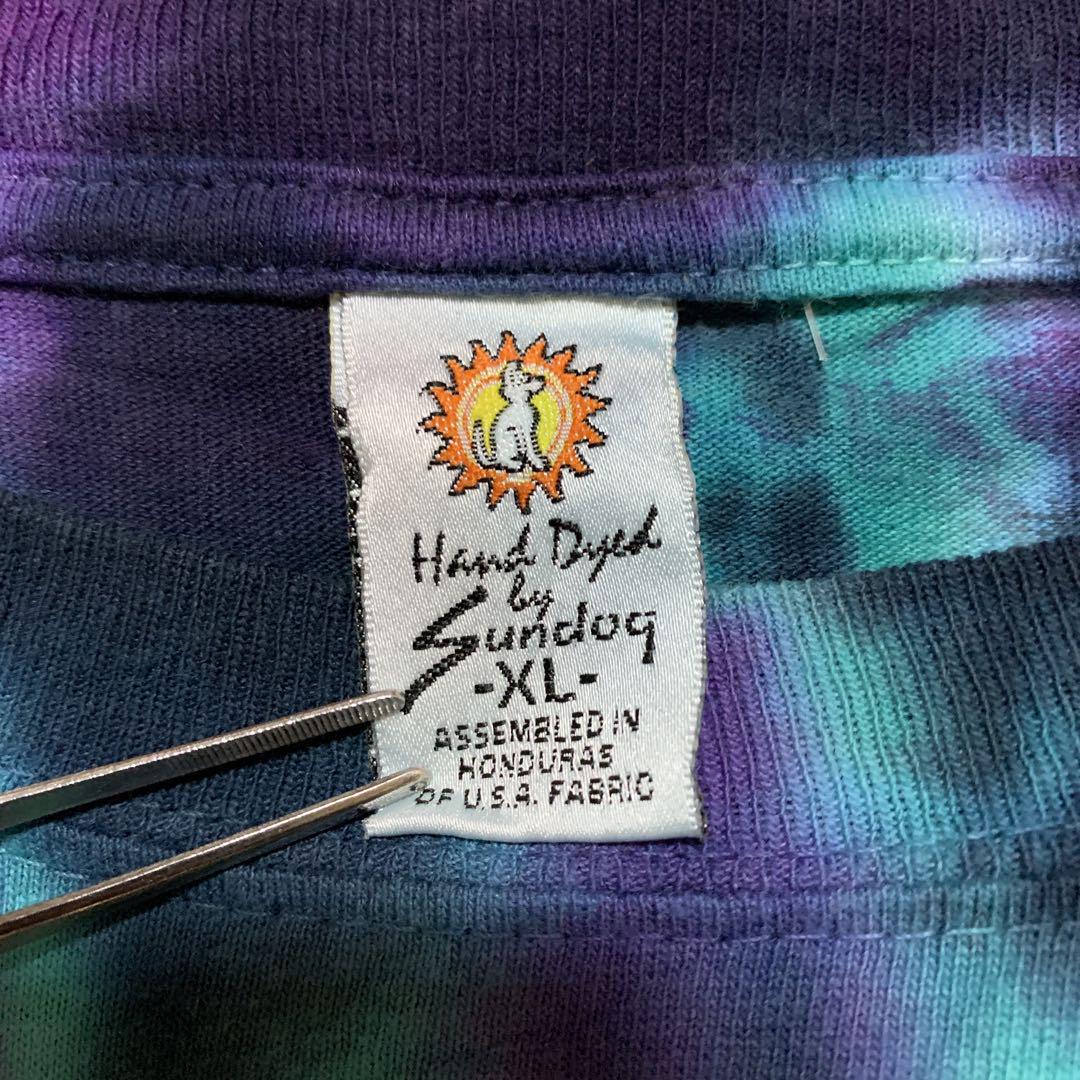 Hand Dyed
by
Sundog
-XL-
ASSEMBLED IN
HONDURAS
OF U.S.A. FABRIC